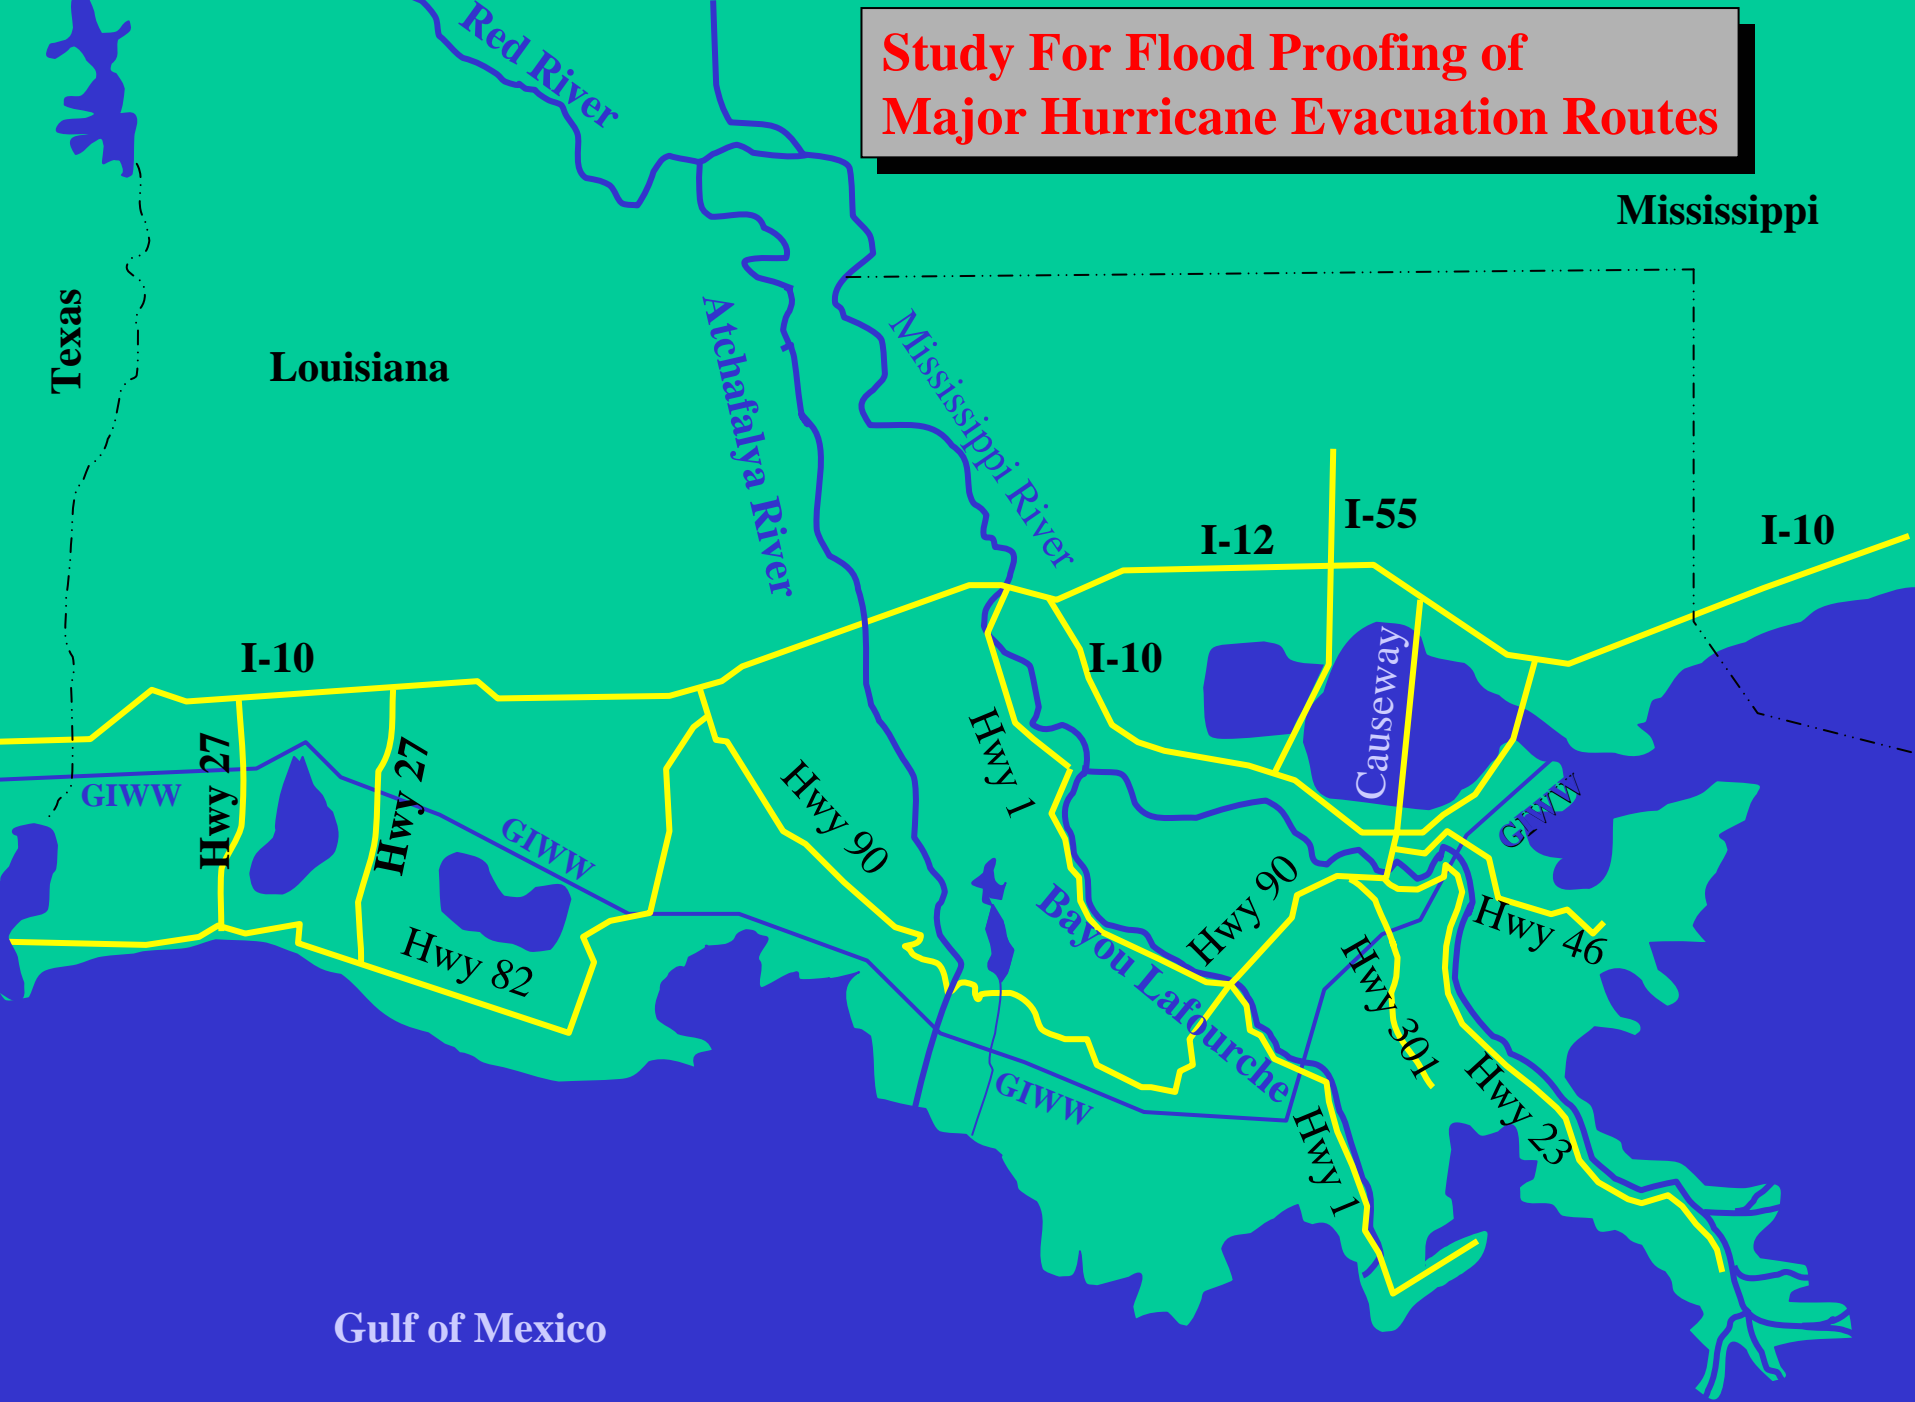 Red River
Study For Flood Proofing of
Major Hurricane Evacuation Routes
Mississippi
Texas
Louisiana
Atchafalya River
Mississippi River
I-55
I-12
I-10
I-10
I-10
Causeway
Hwy 27
Hwy 27
GIWW
GIWW
Hwy 90
Hwy 1
GIWW
Hwy 90
Bayou Lafourche
Hwy 46
Hwy 82
Hwy 301
GIWW
Hwy 23
Hwy 1
Gulf of Mexico